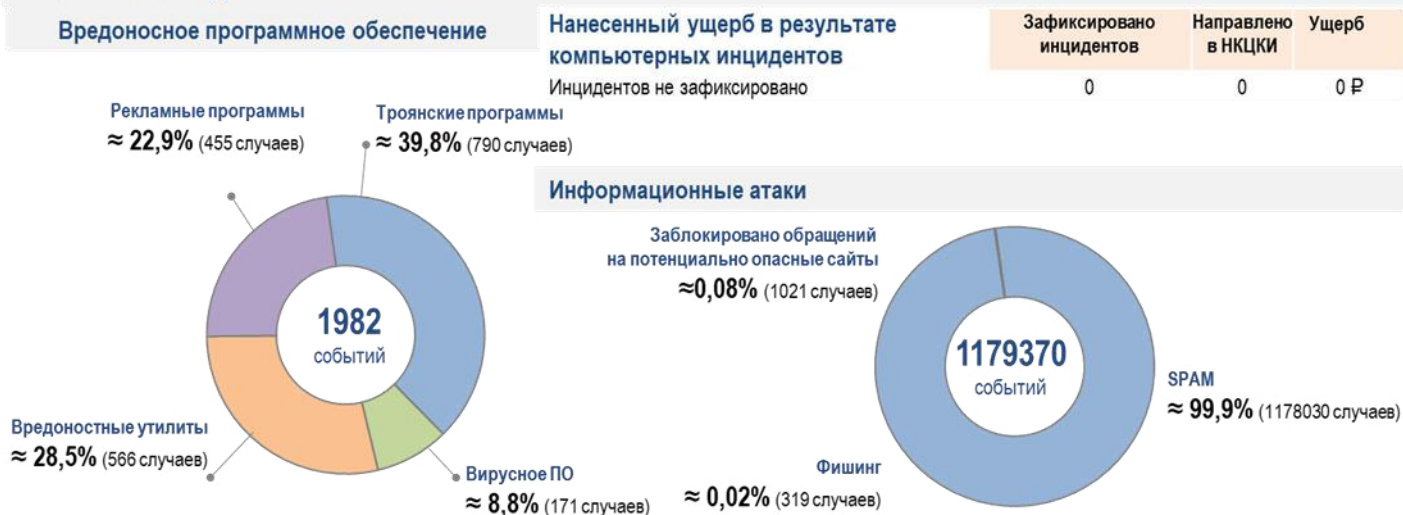 Вредоносное программное обеспечение
Рекламные программы
≈ 22,9% (455 случаев)
Троянские программы
≈ 39,8% (790 случаев)
1982
событий
Вредоностные утилиты
≈ 28,5% (566 случаев)
Вирусное ПО
≈ 8,8% (171 случаев)
Нанесенный ущерб в результате
компьютерных инцидентов
Зафиксировано
инцидентов
Направлено
в НКЦКИ
Ущерб
Инцидентов не зафиксировано 0 0 0 ₽
Информационные атаки
Заблокировано обращений
на потенциально опасные сайты
≈0,08% (1021 случаев)
1179370
событий
SPAM
≈ 99,9% (1178030 случаев)
Фишинг
≈ 0,02% (319 случаев)